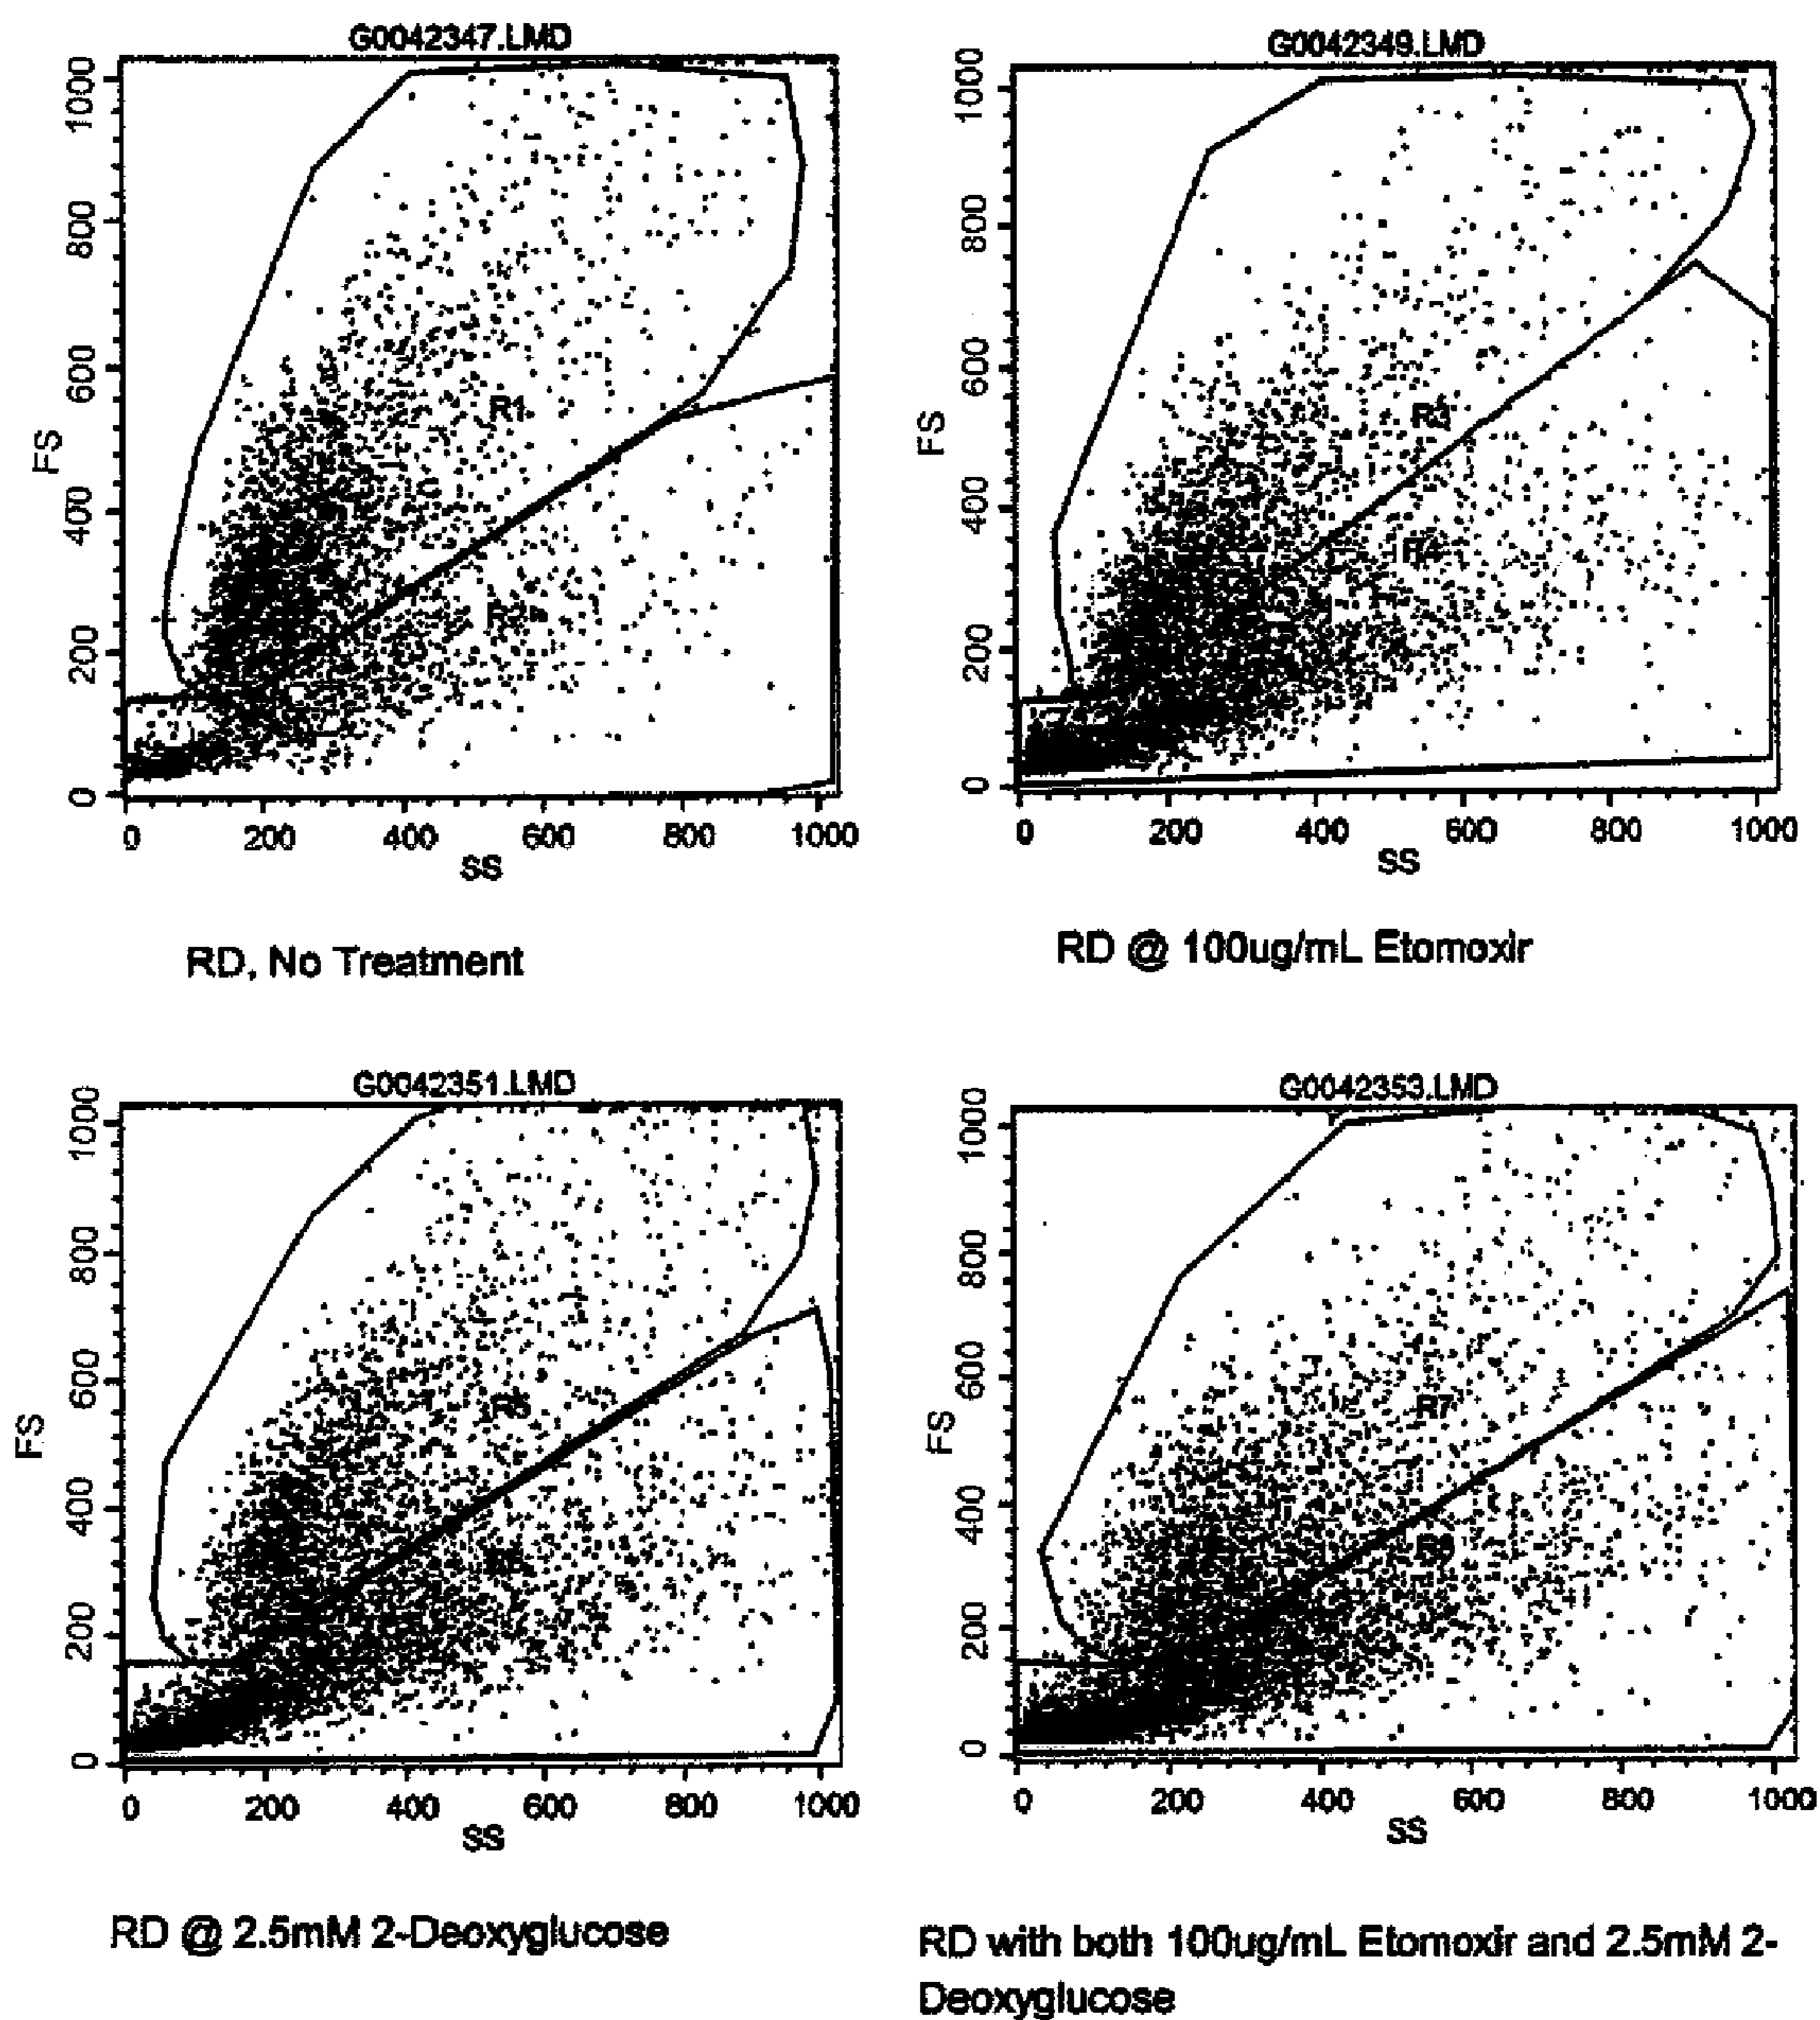 G0042347.LMD
1000
800
600
400
200
0
FS
R1
0 200 400 600 800 1000
SS
RD, No Treatment
G0042349.LMD
1000
800
600
400
200
0
FS
R3
R4
0 200 400 600 800 1000
SS
RD @ 100ug/mL Etomoxir
G0042351.LMD
1000
800
600
400
200
0
FS
R5
0 200 400 600 800 1000
SS
RD @ 2.5mM 2-Deoxyglucose
G0042353.LMD
1000
800
600
400
200
0
FS
R7
0 200 400 600 800 1000
SS
RD with both 100ug/mL Etomoxir and 2.5mM 2-
Deoxyglucose